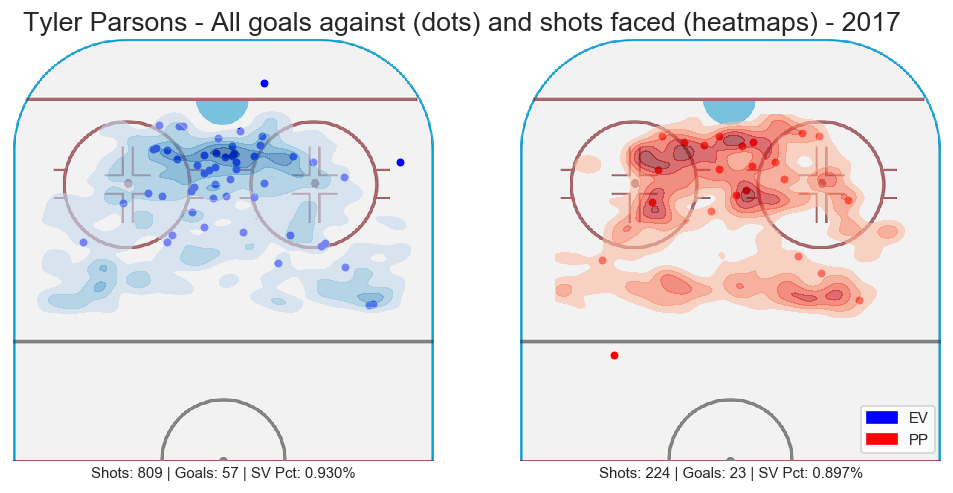 Tyler Parsons - All goals against (dots) and shots faced (heatmaps) - 2017
EV
PP
Shots: 809 | Goals: 57 | SV Pct: 0.930%
Shots: 224 | Goals: 23 | SV Pct: 0.897%